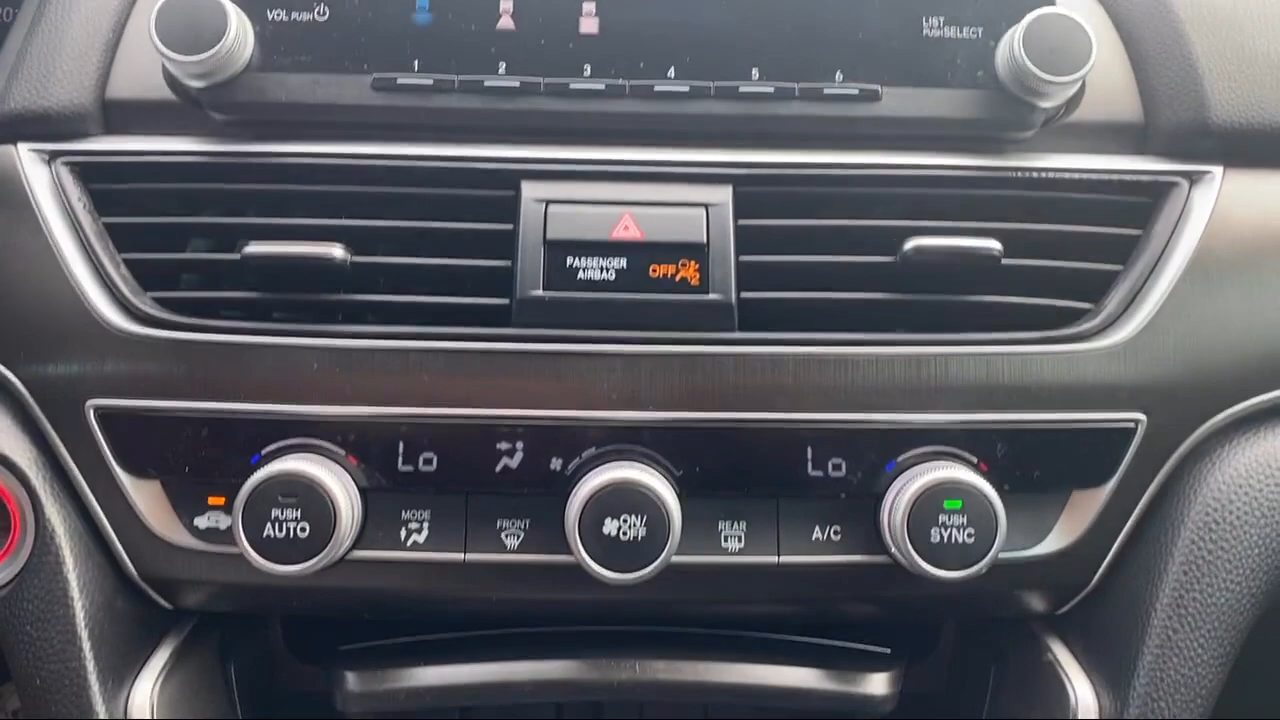 VOL PUSH
LIST
PUSH SELECT
1 2 3 4 5 6
PASSENGER
AIRBAG
OFF
2
Lo
Lo
PUSH
AUTO
MODE
FRONT
ON/
OFF
REAR
A/C
PUSH
SYNC